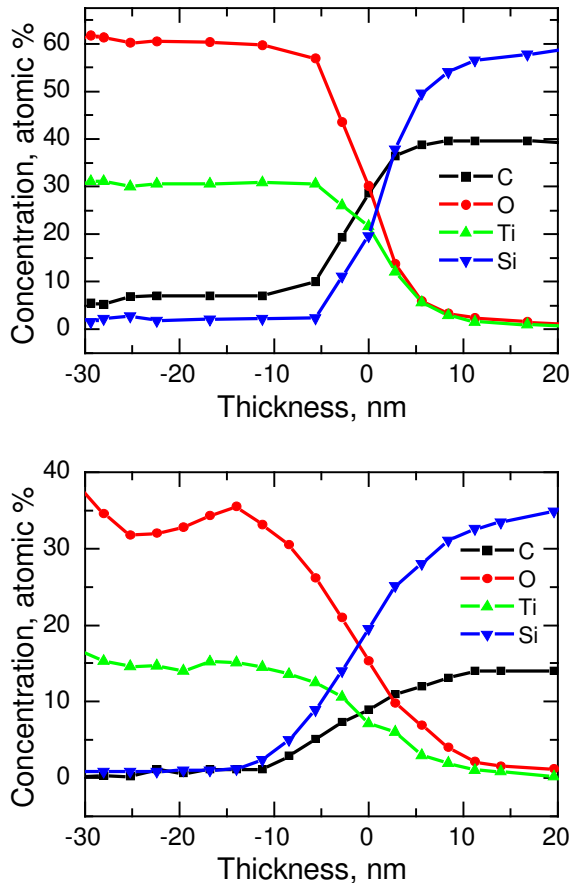 Concentration, atomic %
60
50
40
30
20
10
0
C
O
Ti
Si
-30 -20 -10 0 10 20
Thickness, nm
Concentration, atomic %
40
30
20
10
0
C
O
Ti
Si
-30 -20 -10 0 10 20
Thickness, nm